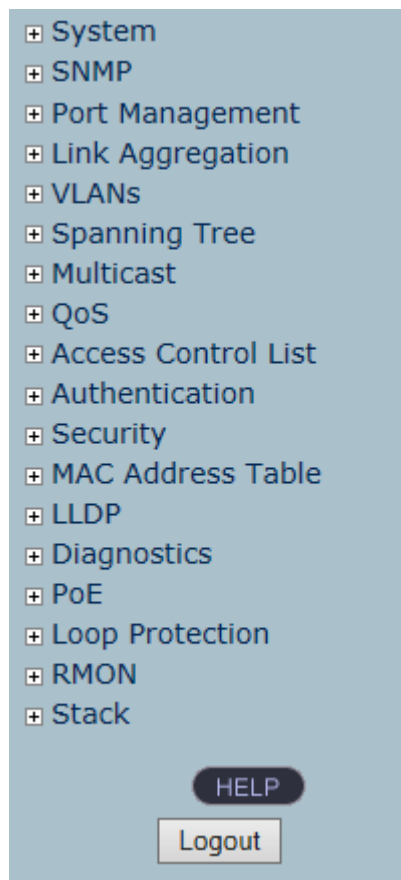 System
SNMP
Port Management
Link Aggregation
VLANs
Spanning Tree
Multicast
QoS
Access Control List
Authentication
Security
MAC Address Table
LLDP
Diagnostics
PoE
Loop Protection
RMON
Stack
HELP
Logout